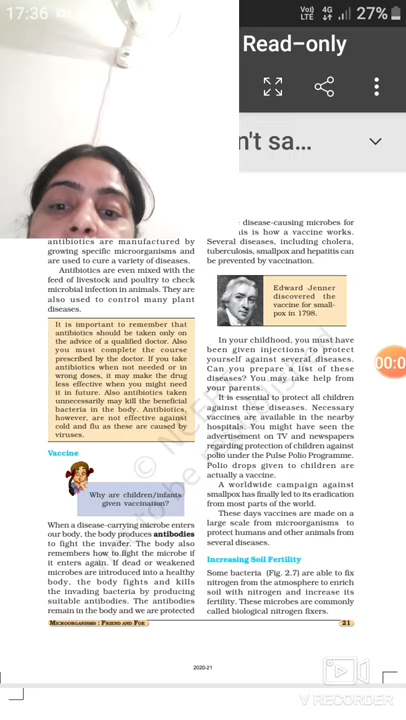 17:36
Vo))
LTE
4G
27%
Read–only
n't sa...
antibiotics are manufactured by
growing specific microorganisms and
are used to cure a variety of diseases.
Antibiotics are even mixed with the
feed of livestock and poultry to check
microbial infection in animals. They are
also used to control many plant
diseases.
It is important to remember that
antibiotics should be taken only on
the advice of a qualified doctor. Also
you must complete the course
prescribed by the doctor. If you take
antibiotics when not needed or in
wrong doses, it may make the drug
less effective when you might need
it in future. Also antibiotics taken
unnecessarily may kill the beneficial
bacteria in the body. Antibiotics,
however, are not effective against
cold and flu as these are caused by
viruses.
Vaccine
Why are children/infants
given vaccination?
When a disease-carrying microbe enters
our body, the body produces antibodies
to fight the invader. The body also
remembers how to fight the microbe if
it enters again. If dead or weakened
microbes are introduced into a healthy
body, the body fights and kills
the invading bacteria by producing
suitable antibodies. The antibodies
remain in the body and we are protected
disease-causing microbes for
is is how a vaccine works.
Several diseases, including cholera,
tuberculosis, smallpox and hepatitis can
be prevented by vaccination.
Edward Jenner
discovered the
vaccine for small-
pox in 1798.
In your childhood, you must have
been given injections to protect
yourself against several diseases.
Can you prepare a list of these
diseases? You may take help from
your parents.
It is essential to protect all children
against these diseases. Necessary
vaccines are available in the nearby
hospitals. You might have seen the
advertisement on TV and newspapers
regarding protection of children against
polio under the Pulse Polio Programme.
Polio drops given to children are
actually a vaccine.
A worldwide campaign against
smallpox has finally led to its eradication
from most parts of the world.
These days vaccines are made on a
large scale from microorganisms to
protect humans and other animals from
several diseases.
Increasing Soil Fertility
Some bacteria (Fig. 2.7) are able to fix
nitrogen from the atmosphere to enrich
soil with nitrogen and increase its
fertility. These microbes are commonly
called biological nitrogen fixers.
MICROORGANISMS : FRIEND AND FOE
21
2020-21
00:0
V RECORDER